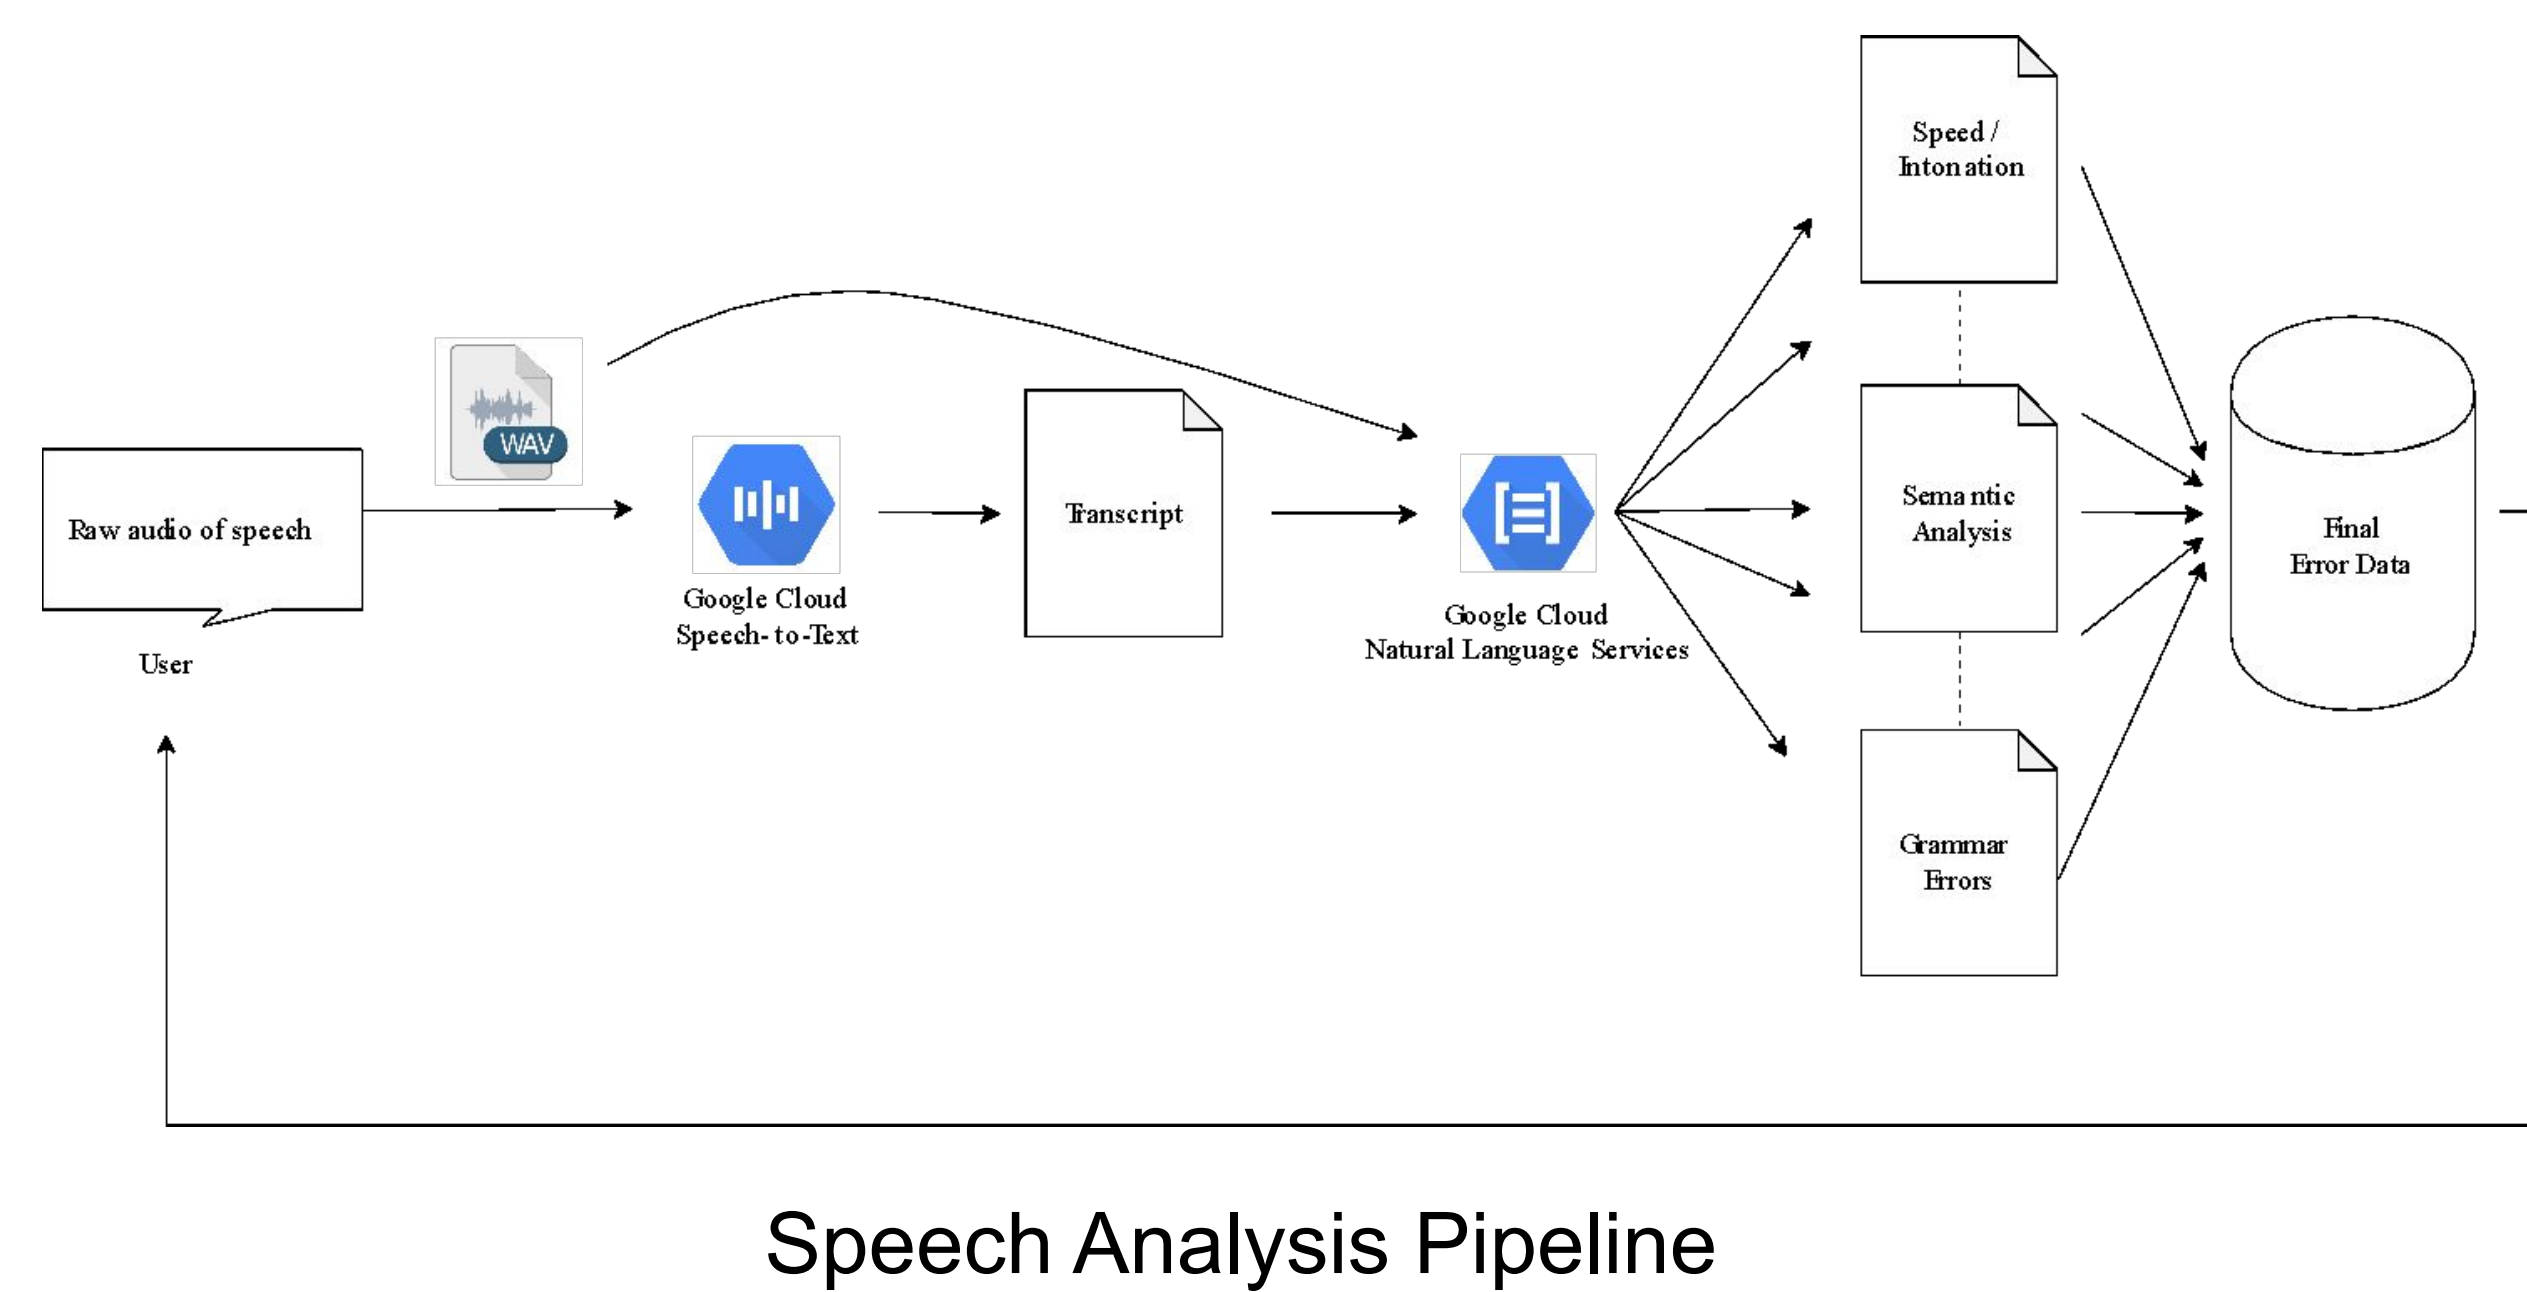 Speed /
Intonation
WAV
Raw audio of speech
User
Google Cloud
Speech-to-Text
Transcript
Google Cloud
Natural Language Services
Semantic
Analysis
Final
Error Data
Grammar
Errors
Speech Analysis Pipeline